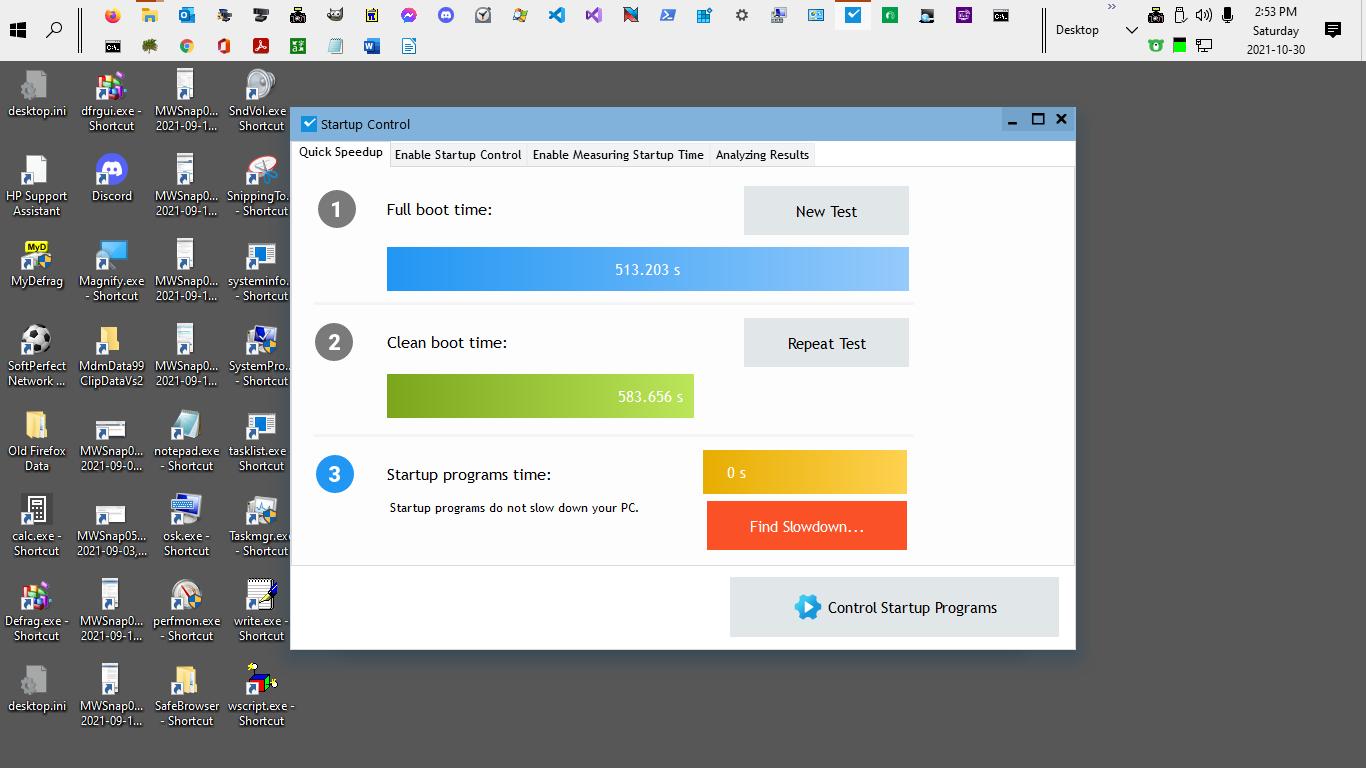 2:53 PM
Desktop
Saturday
2021-10-30
desktop.ini
dfrgui.exe -
Shortcut
MWSnap0...
2021-09-1...
SndVol.exe -
Shortcut
HP Support
Assistant
Discord
MWSnap0...
2021-09-1...
SnippingTo...
- Shortcut
MyD
MyDefrag
Magnify.exe
- Shortcut
MWSnap0...
2021-09-1...
systeminfo...
- Shortcut
SoftPerfect
Network ...
MdmData99
ClipDataVs2
MWSnap0...
2021-09-1...
SystemPro...
- Shortcut
Old Firefox
Data
MWSnap0...
2021-09-0...
notepad.exe
- Shortcut
tasklist.exe -
Shortcut
calc.exe -
Shortcut
MWSnap05...
2021-09-03,...
osk.exe -
Shortcut
Taskmgr.exe
- Shortcut
Defrag.exe -
Shortcut
MWSnap0...
2021-09-1...
perfmon.exe
- Shortcut
write.exe -
Shortcut
desktop.ini
MWSnap0...
2021-09-1...
SafeBrowser
- Shortcut
wscript.exe -
Shortcut
Startup Control
Quick Speedup
Enable Startup Control
Enable Measuring Startup Time
Analyzing Results
1
Full boot time:
New Test
513.203 s
2
Clean boot time:
Repeat Test
583.656 s
3
Startup programs time:
0 s
Startup programs do not slow down your PC.
Find Slowdown...
Control Startup Programs